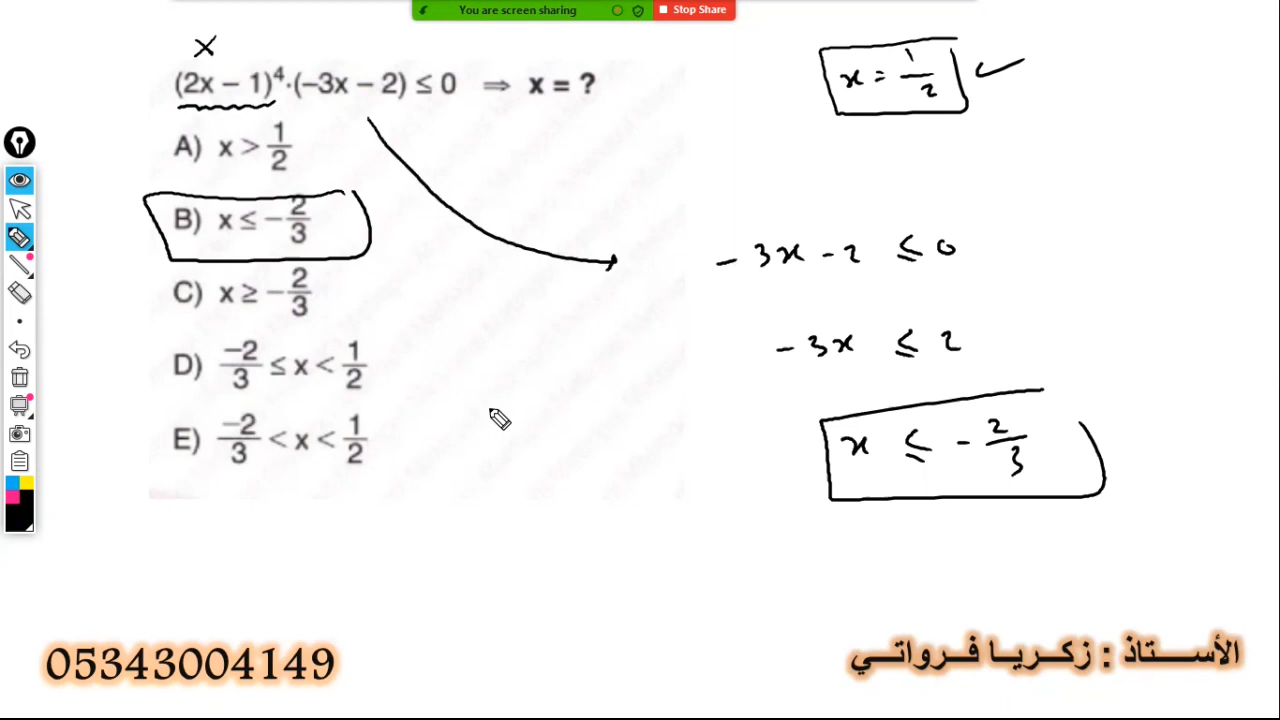 You are screen sharing
Stop Share
x
(2x – 1)⁴·(–3x – 2) ≤ 0 ⇒ x = ?
A) x > 1/2
B) x ≤ – 2/3
C) x ≥ – 2/3
D) –2/3 ≤ x < 1/2
E) –2/3 < x < 1/2
x = 1/2 ✓
– 3x – 2 ≤ 0
– 3x ≤ 2
x ≤ – 2/3
05343004149
الأستاذ : زكريا فرواتي